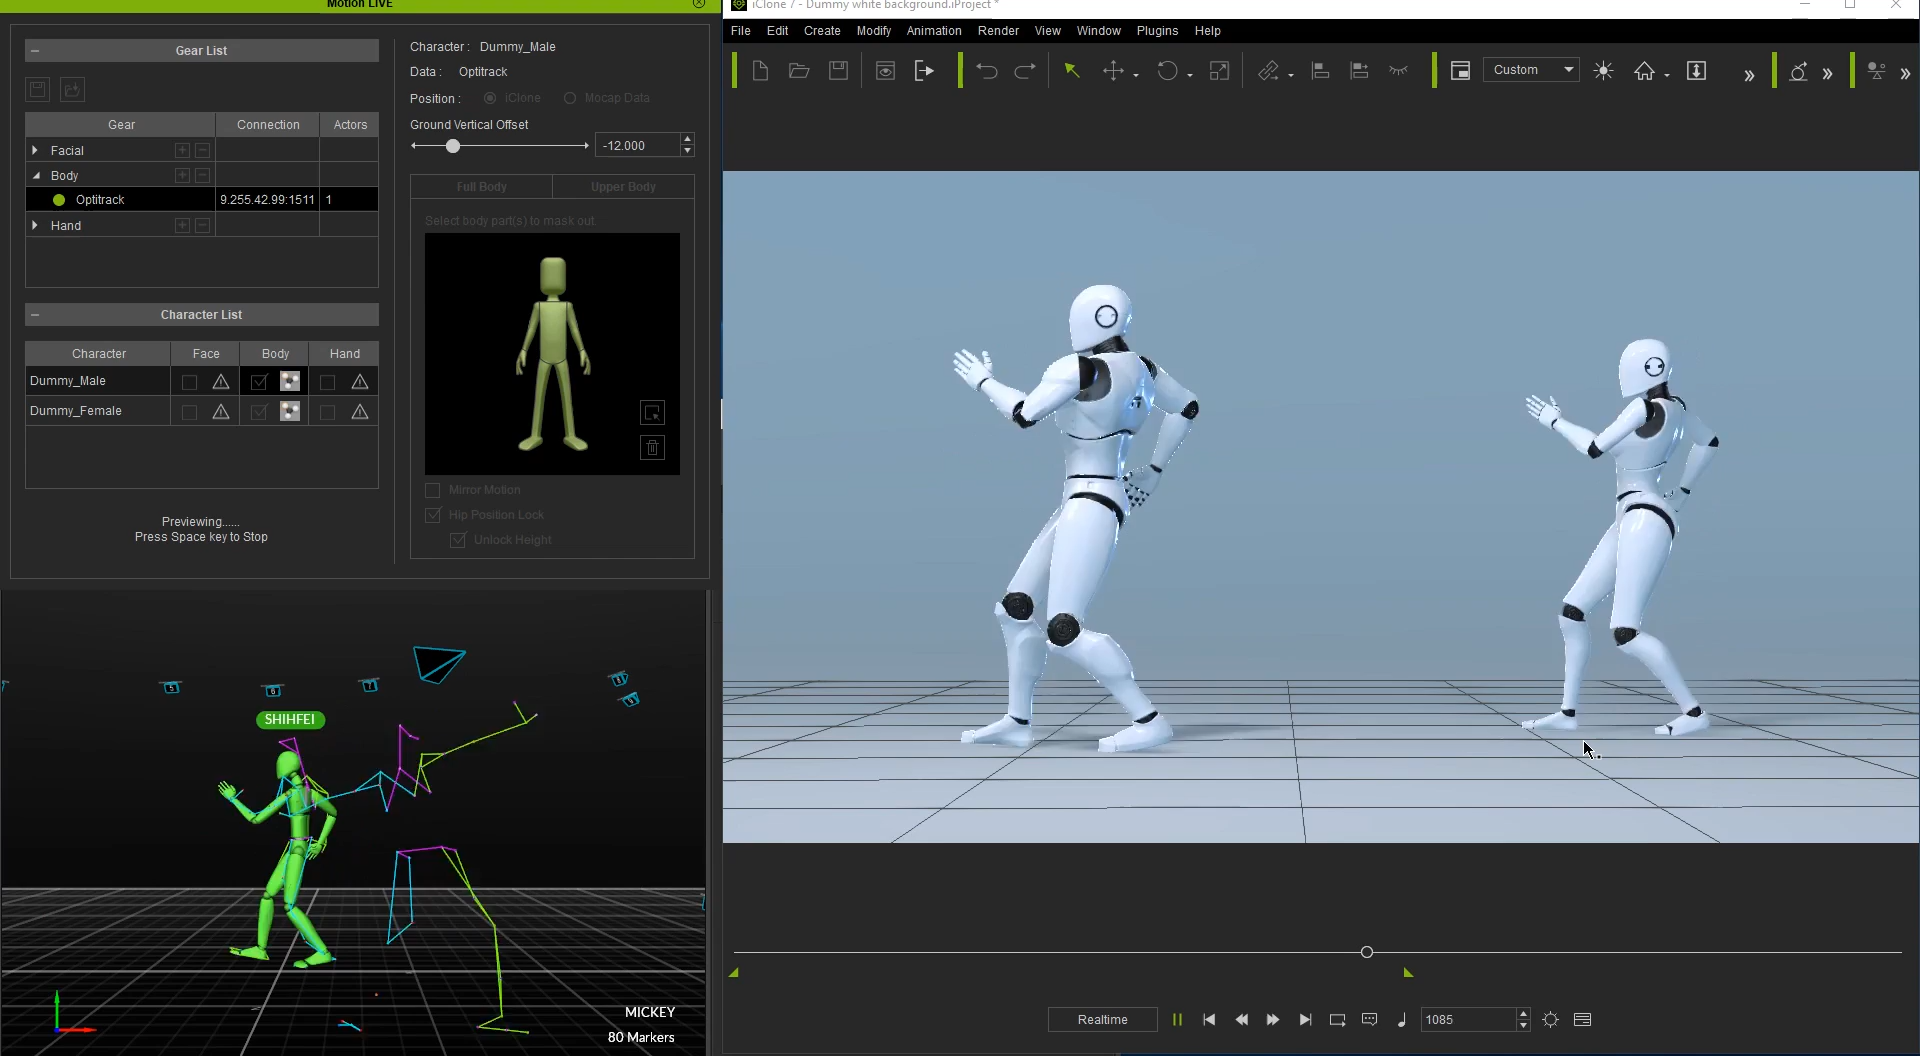 Motion LIVE
Gear List
Gear Connection Actors
Facial
Body
Optitrack 9.255.42.99:1511 1
Hand
Character List
Character Face Body Hand
Dummy_Male
Dummy_Female
Previewing......
Press Space key to Stop
Character : Dummy_Male
Data : Optitrack
Position : iClone Mocap Data
Ground Vertical Offset
-12.000
Full Body Upper Body
Select body part(s) to mask out.
Mirror Motion
Hip Position Lock
Unlock Height
5
6
7
SHIHFEI
MICKEY
80 Markers
iClone 7 - Dummy white background.iProject *
File Edit Create Modify Animation Render View Window Plugins Help
Custom
Realtime
1085